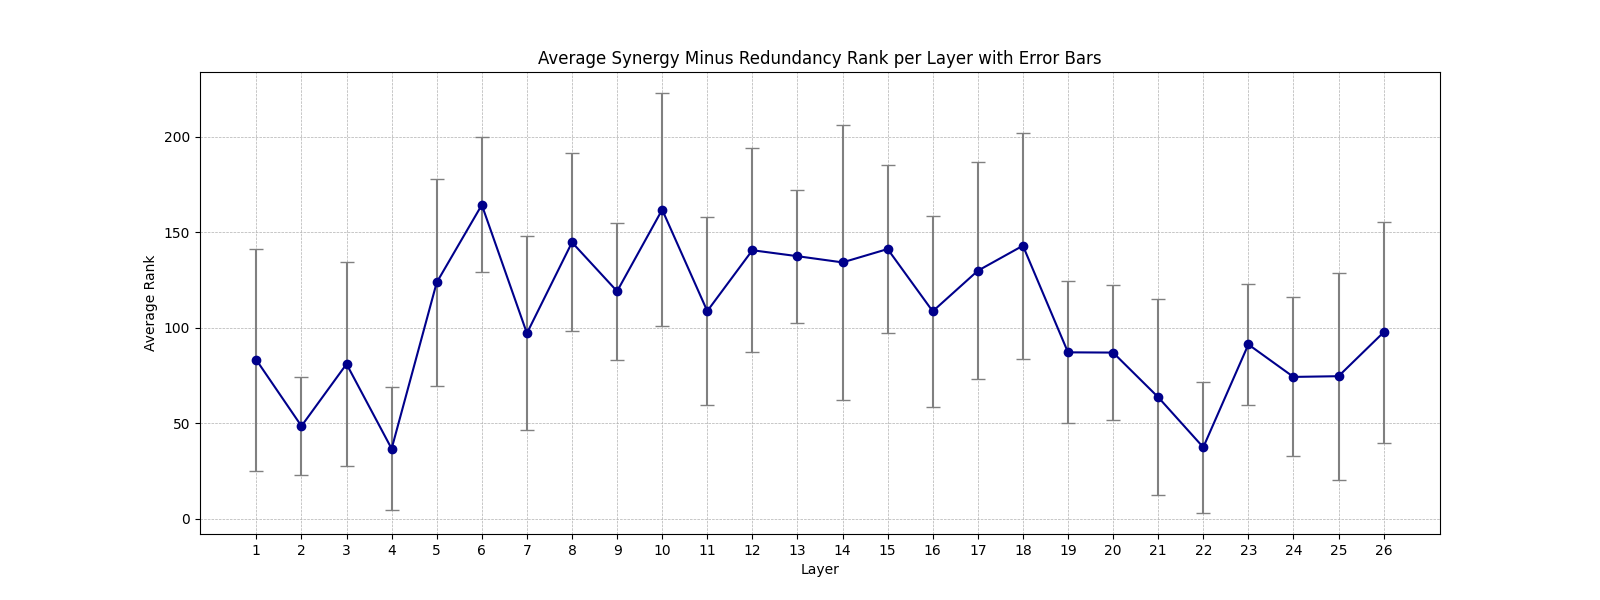 Average Synergy Minus Redundancy Rank per Layer with Error Bars
200
150
100
50
0
Average Rank
1 2 3 4 5 6 7 8 9 10 11 12 13 14 15 16 17 18 19 20 21 22 23 24 25 26
Layer